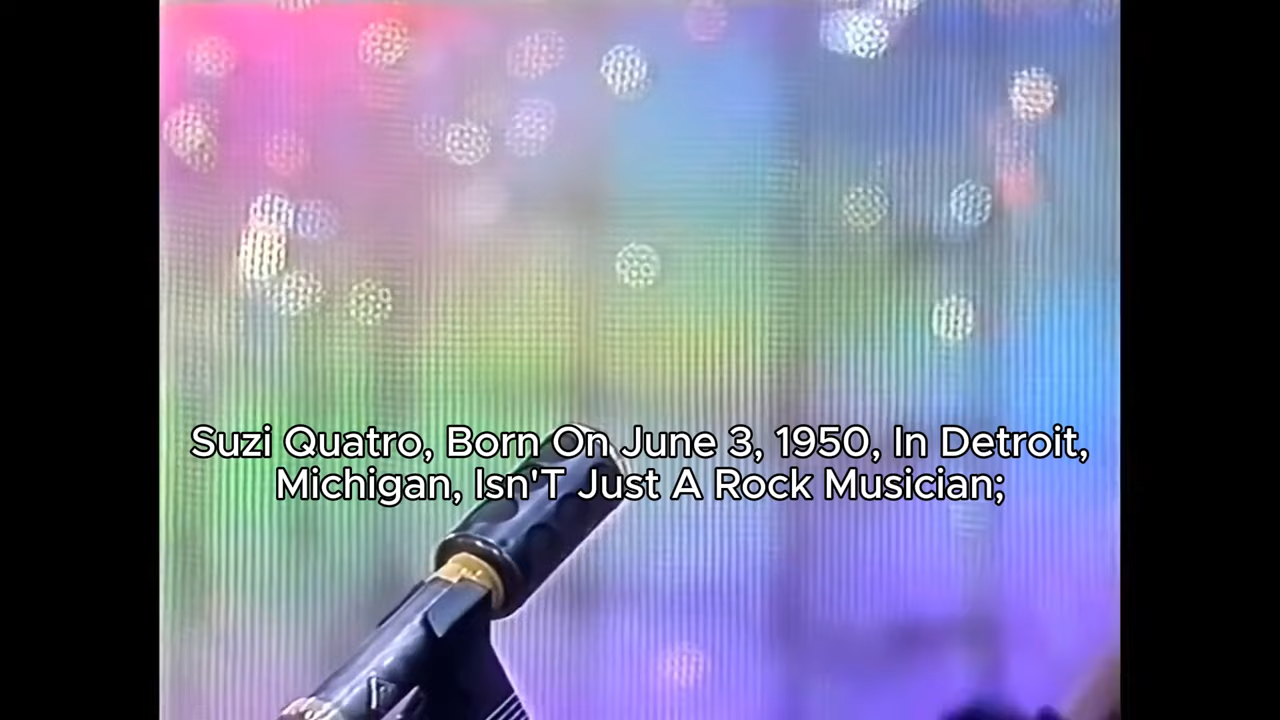 Suzi Quatro, Born On June 3, 1950, In Detroit,
Michigan, Isn'T Just A Rock Musician;